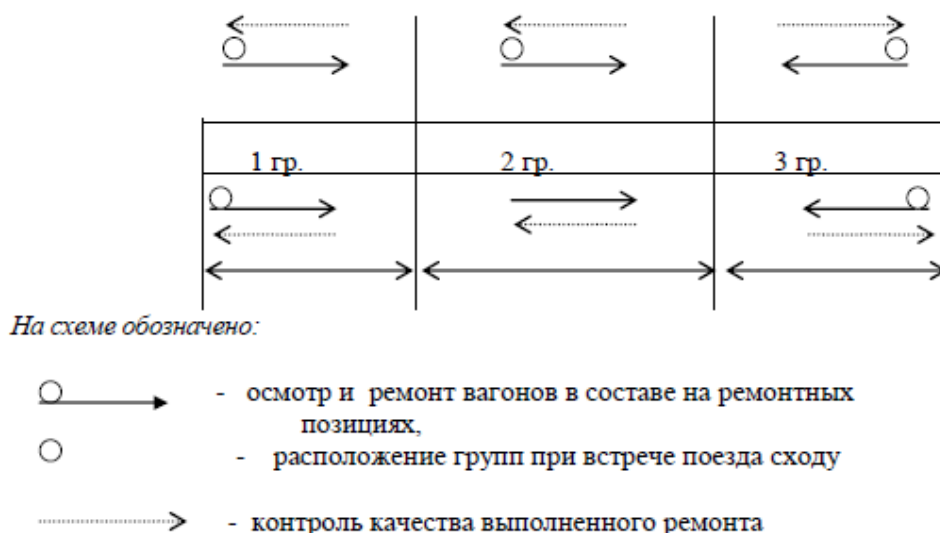 1 гр. 2 гр. 3 гр.
На схеме обозначено:
- осмотр и ремонт вагонов в составе на ремонтных
позициях,
- расположение групп при встрече поезда сходу
- контроль качества выполненного ремонта